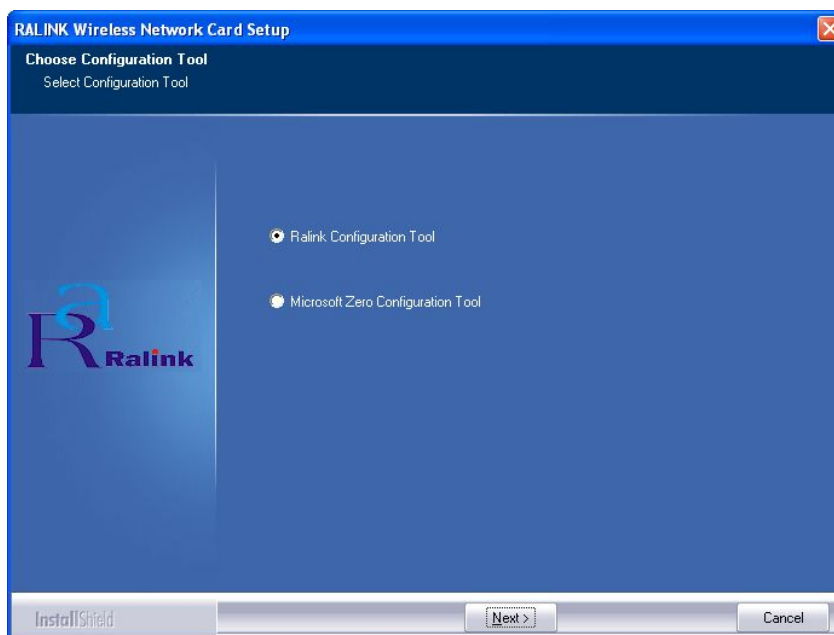 RALINK Wireless Network Card Setup
Choose Configuration Tool
Select Configuration Tool
Ralink Configuration Tool
Microsoft Zero Configuration Tool
Ra
Ralink
InstallShield
Next >
Cancel